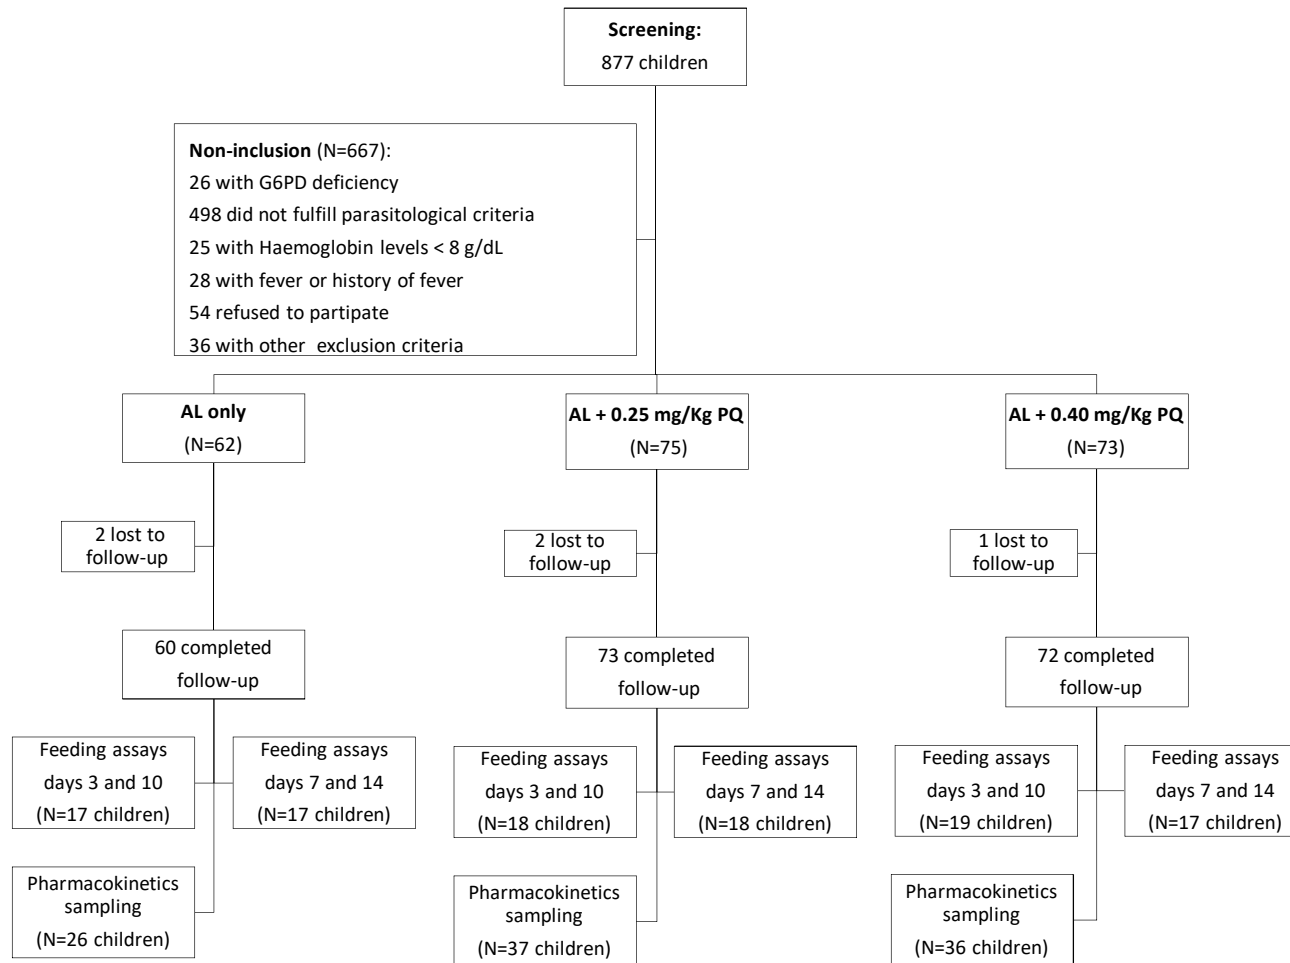 Screening:
877 children
Non-inclusion (N=667):
26 with G6PD deficiency
498 did not fulfill parasitological criteria
25 with Haemoglobin levels < 8 g/dL
28 with fever or history of fever
54 refused to partipate
36 with other exclusion criteria
AL only
(N=62)
AL + 0.25 mg/Kg PQ
(N=75)
AL + 0.40 mg/Kg PQ
(N=73)
2 lost to
follow-up
2 lost to
follow-up
1 lost to
follow-up
60 completed
follow-up
73 completed
follow-up
72 completed
follow-up
Feeding assays
days 3 and 10
(N=17 children)
Feeding assays
days 7 and 14
(N=17 children)
Feeding assays
days 3 and 10
(N=18 children)
Feeding assays
days 7 and 14
(N=18 children)
Feeding assays
days 3 and 10
(N=19 children)
Feeding assays
days 7 and 14
(N=17 children)
Pharmacokinetics
sampling
(N=26 children)
Pharmacokinetics
sampling
(N=37 children)
Pharmacokinetics
sampling
(N=36 children)